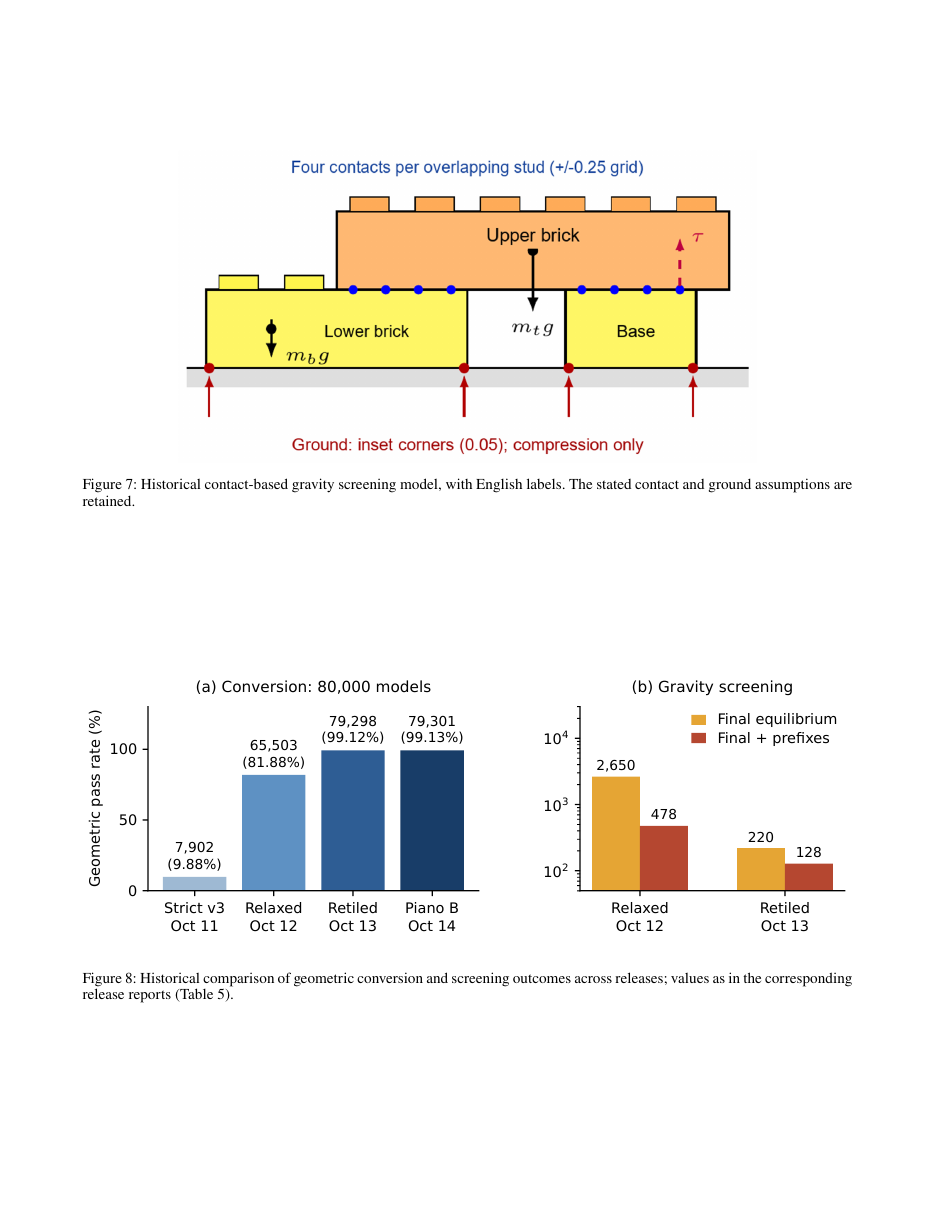 Four contacts per overlapping stud (+/-0.25 grid)
Upper brick
τ
m_t g
Lower brick
Base
m_b g
Ground: inset corners (0.05); compression only
Figure 7: Historical contact-based gravity screening model, with English labels. The stated contact and ground assumptions are
retained.
(a) Conversion: 80,000 models
Geometric pass rate (%)
100
50
0
7,902
(9.88%)
65,503
(81.88%)
79,298
(99.12%)
79,301
(99.13%)
Strict v3
Oct 11
Relaxed
Oct 12
Retiled
Oct 13
Piano B
Oct 14
(b) Gravity screening
Final equilibrium
Final + prefixes
10⁴
10³
10²
2,650
478
220
128
Relaxed
Oct 12
Retiled
Oct 13
Figure 8: Historical comparison of geometric conversion and screening outcomes across releases; values as in the corresponding
release reports (Table 5).